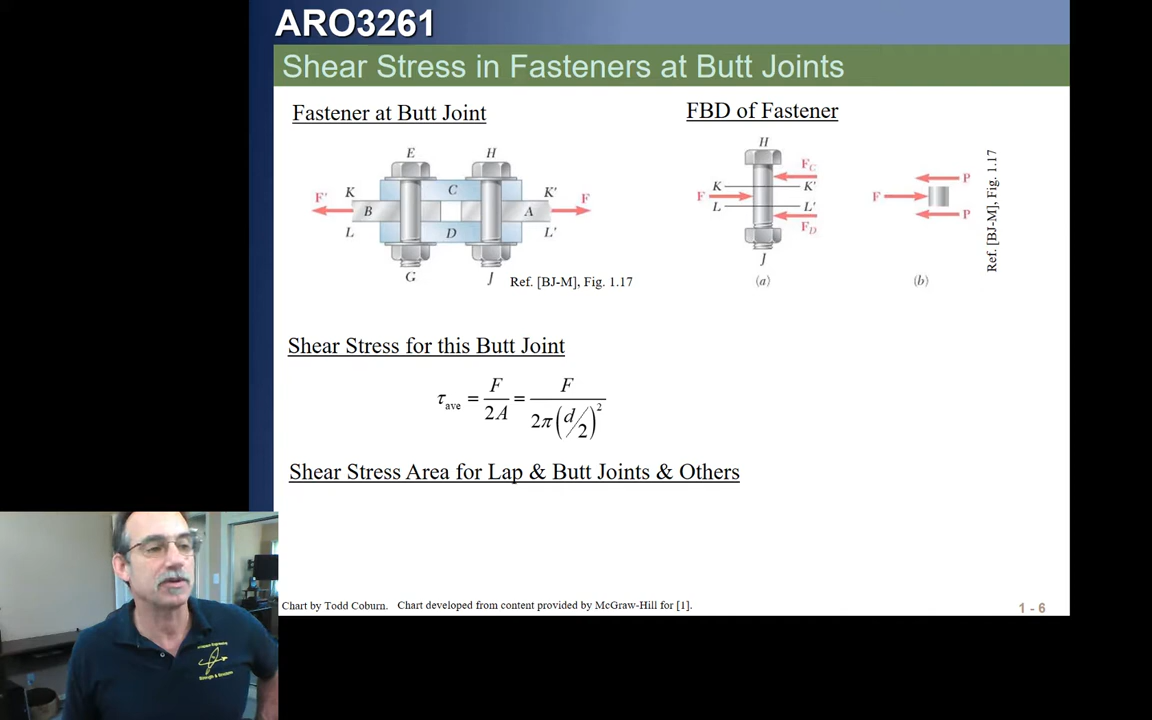 ARO3261
Shear Stress in Fasteners at Butt Joints
Fastener at Butt Joint
FBD of Fastener
E H
K C K'
F' F
B A
L D L'
G J
Ref. [BJ-M], Fig. 1.17
H
F_C
K K'
F
L L'
F_D
J
(a)
P
F
P
(b)
Ref. [BJ-M], Fig. 1.17
Shear Stress for this Butt Joint
τ_ave = F/2A = F/2π(d/2)²
Shear Stress Area for Lap & Butt Joints & Others
Chart by Todd Coburn. Chart developed from content provided by McGraw-Hill for [1].
1 - 6